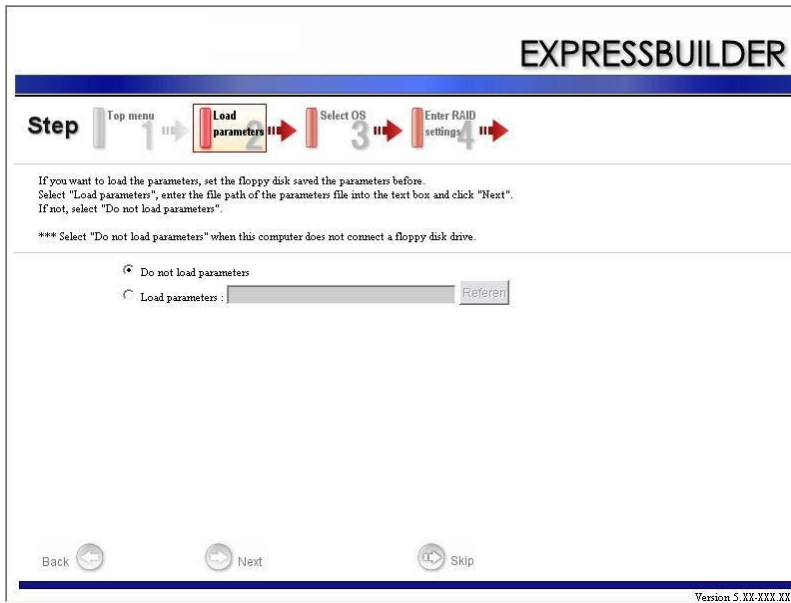 EXPRESSBUILDER
Step
Top menu
1
Load
parameters
2
Select OS
3
Enter RAID
settings
4
If you want to load the parameters, set the floppy disk saved the parameters before.
Select "Load parameters", enter the file path of the parameters file into the text box and click "Next".
If not, select "Do not load parameters".
*** Select "Do not load parameters" when this computer does not connect a floppy disk drive.
Do not load parameters
Load parameters :
Referen
Back
Next
Skip
Version 5.XX-XXX.XX